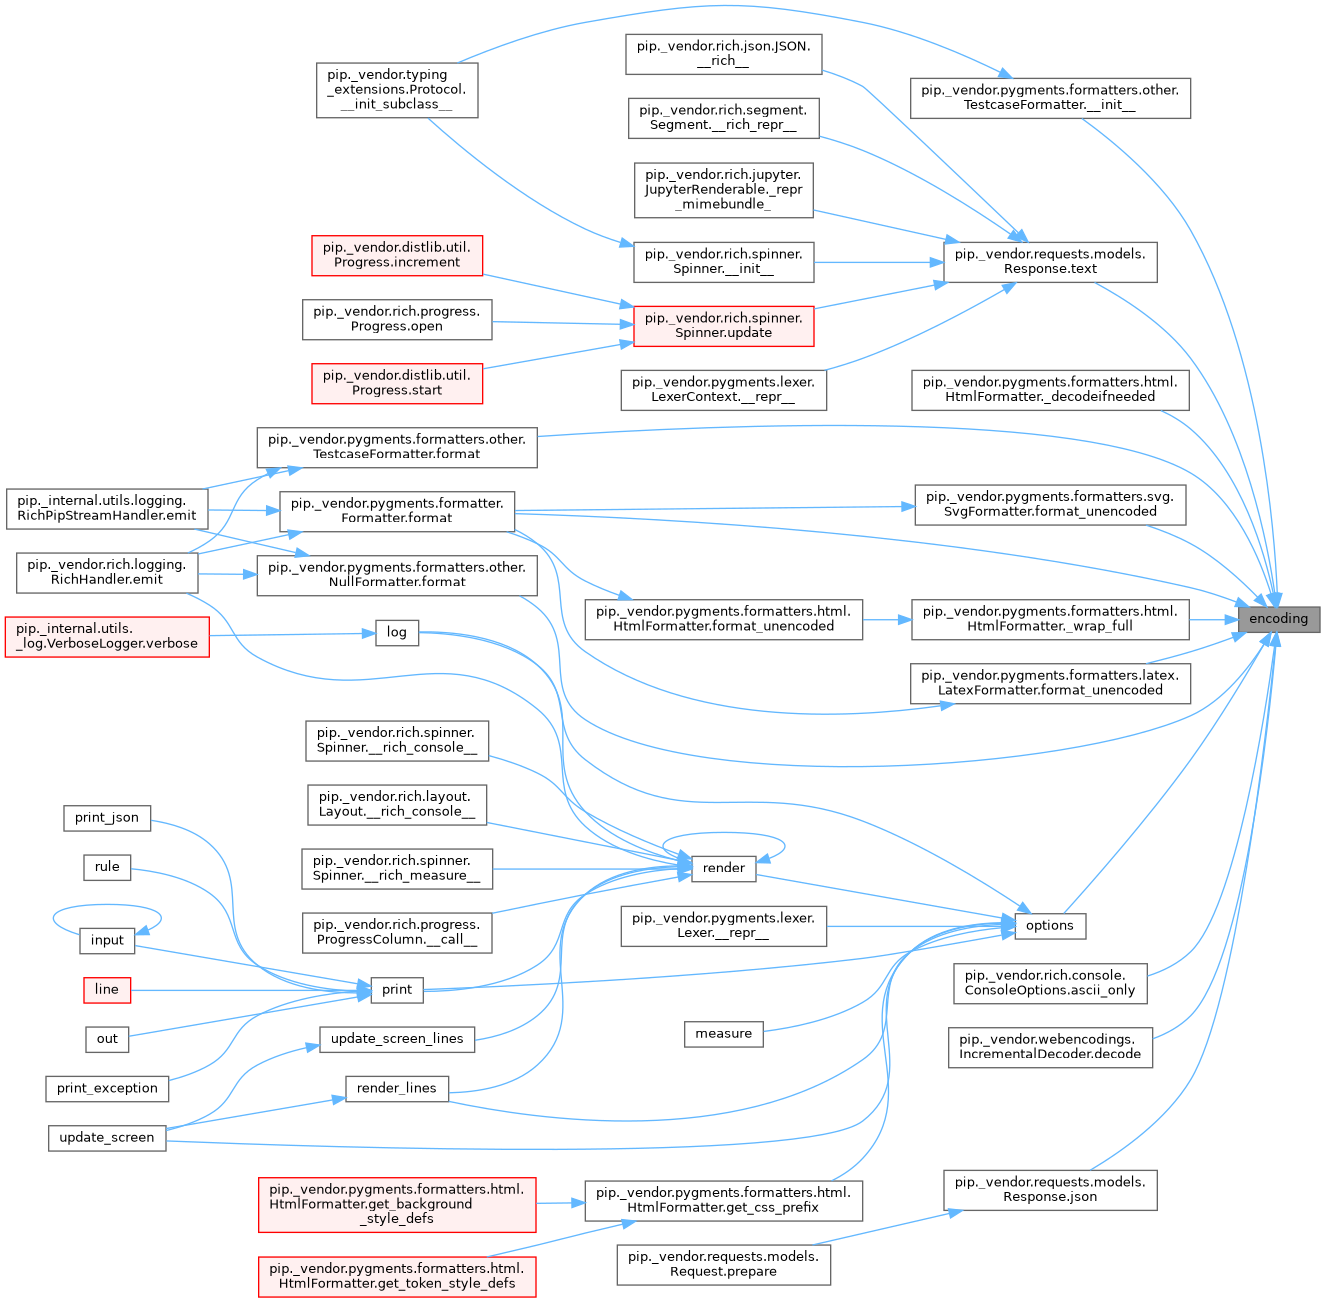 pip._vendor.rich.json.JSON.
__rich__
pip._vendor.typing
_extensions.Protocol.
__init_subclass__
pip._vendor.pygments.formatters.other.
TestcaseFormatter.__init__
pip._vendor.rich.segment.
Segment.__rich_repr__
pip._vendor.rich.jupyter.
JupyterRenderable._repr
_mimebundle_
pip._vendor.distlib.util.
Progress.increment
pip._vendor.rich.spinner.
Spinner.__init__
pip._vendor.requests.models.
Response.text
pip._vendor.rich.progress.
Progress.open
pip._vendor.rich.spinner.
Spinner.update
pip._vendor.distlib.util.
Progress.start
pip._vendor.pygments.lexer.
LexerContext.__repr__
pip._vendor.pygments.formatters.html.
HtmlFormatter._decodeifneeded
pip._vendor.pygments.formatters.other.
TestcaseFormatter.format
pip._internal.utils.logging.
RichPipStreamHandler.emit
pip._vendor.pygments.formatter.
Formatter.format
pip._vendor.pygments.formatters.svg.
SvgFormatter.format_unencoded
pip._vendor.rich.logging.
RichHandler.emit
pip._vendor.pygments.formatters.other.
NullFormatter.format
pip._vendor.pygments.formatters.html.
HtmlFormatter.format_unencoded
pip._vendor.pygments.formatters.html.
HtmlFormatter._wrap_full
encoding
pip._internal.utils.
_log.VerboseLogger.verbose
log
pip._vendor.pygments.formatters.latex.
LatexFormatter.format_unencoded
pip._vendor.rich.spinner.
Spinner.__rich_console__
pip._vendor.rich.layout.
Layout.__rich_console__
print_json
rule
pip._vendor.rich.spinner.
Spinner.__rich_measure__
render
input
pip._vendor.rich.progress.
ProgressColumn.__call__
pip._vendor.pygments.lexer.
Lexer.__repr__
options
line
print
pip._vendor.rich.console.
ConsoleOptions.ascii_only
out
update_screen_lines
measure
pip._vendor.webencodings.
IncrementalDecoder.decode
print_exception
render_lines
update_screen
pip._vendor.pygments.formatters.html.
HtmlFormatter.get_background
_style_defs
pip._vendor.pygments.formatters.html.
HtmlFormatter.get_css_prefix
pip._vendor.requests.models.
Response.json
pip._vendor.pygments.formatters.html.
HtmlFormatter.get_token_style_defs
pip._vendor.requests.models.
Request.prepare